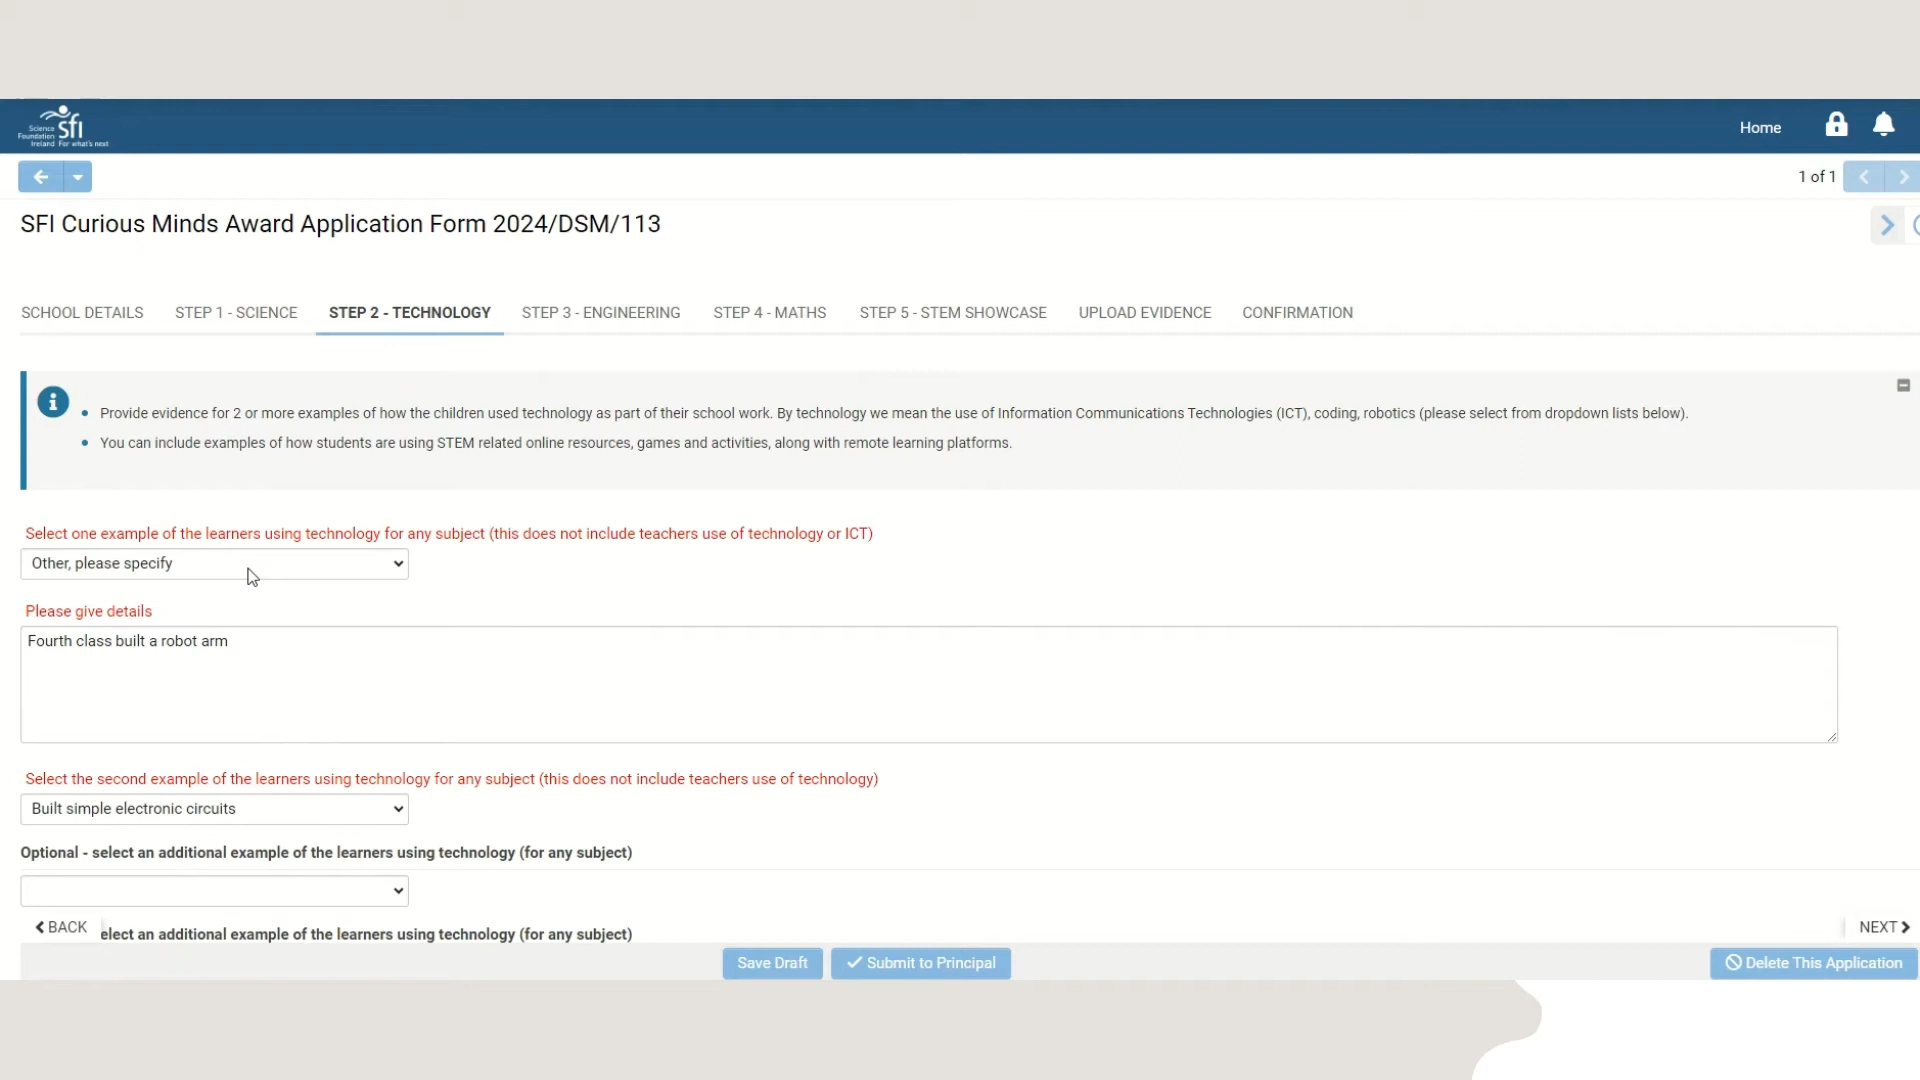 Science
Foundation
Ireland For what's next
sfi
Home
1 of 1
SFI Curious Minds Award Application Form 2024/DSM/113
SCHOOL DETAILS STEP 1 - SCIENCE STEP 2 - TECHNOLOGY STEP 3 - ENGINEERING STEP 4 - MATHS STEP 5 - STEM SHOWCASE UPLOAD EVIDENCE CONFIRMATION
Provide evidence for 2 or more examples of how the children used technology as part of their school work. By technology we mean the use of Information Communications Technologies (ICT), coding, robotics (please select from dropdown lists below).
You can include examples of how students are using STEM related online resources, games and activities, along with remote learning platforms.
Select one example of the learners using technology for any subject (this does not include teachers use of technology or ICT)
Other, please specify
Please give details
Fourth class built a robot arm
Select the second example of the learners using technology for any subject (this does not include teachers use of technology)
Built simple electronic circuits
Optional - select an additional example of the learners using technology (for any subject)
BACK
elect an additional example of the learners using technology (for any subject)
NEXT
Save Draft Submit to Principal Delete This Application